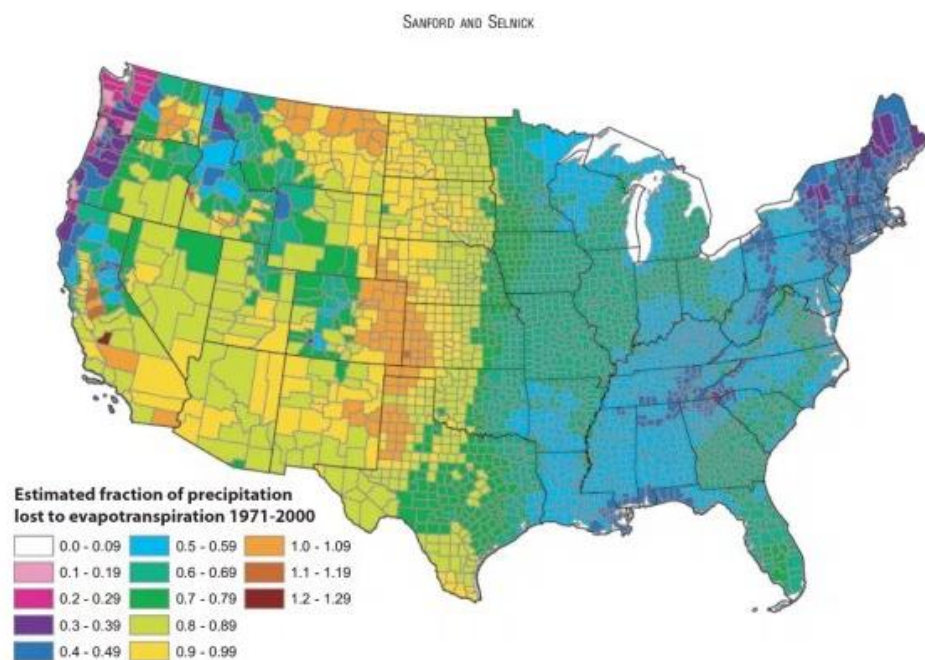 SANFORD AND SELNICK
Estimated fraction of precipitation
lost to evapotranspiration 1971-2000
0.0 - 0.09
0.5 - 0.59
1.0 - 1.09
0.1 - 0.19
0.6 - 0.69
1.1 - 1.19
0.2 - 0.29
0.7 - 0.79
1.2 - 1.29
0.3 - 0.39
0.8 - 0.89
0.4 - 0.49
0.9 - 0.99